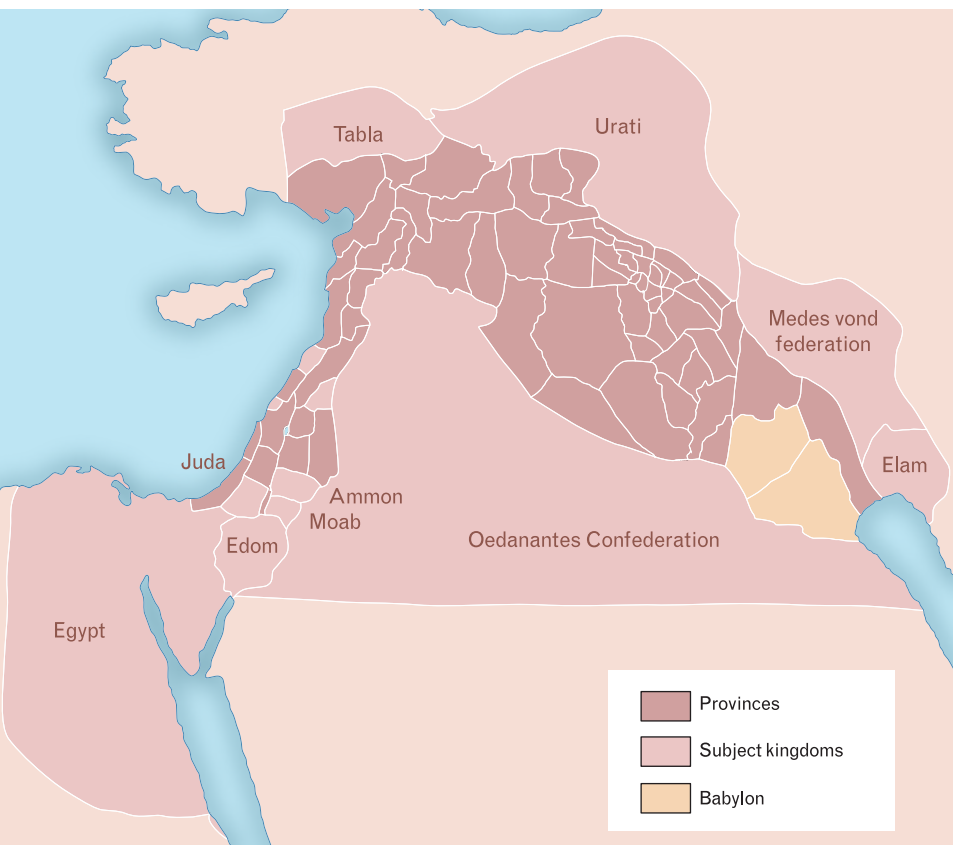 Tabla
Urati
Medes vond
federation
Juda
Elam
Ammon
Moab
Oedanantes Confederation
Edom
Egypt
Provinces
Subject kingdoms
Babylon